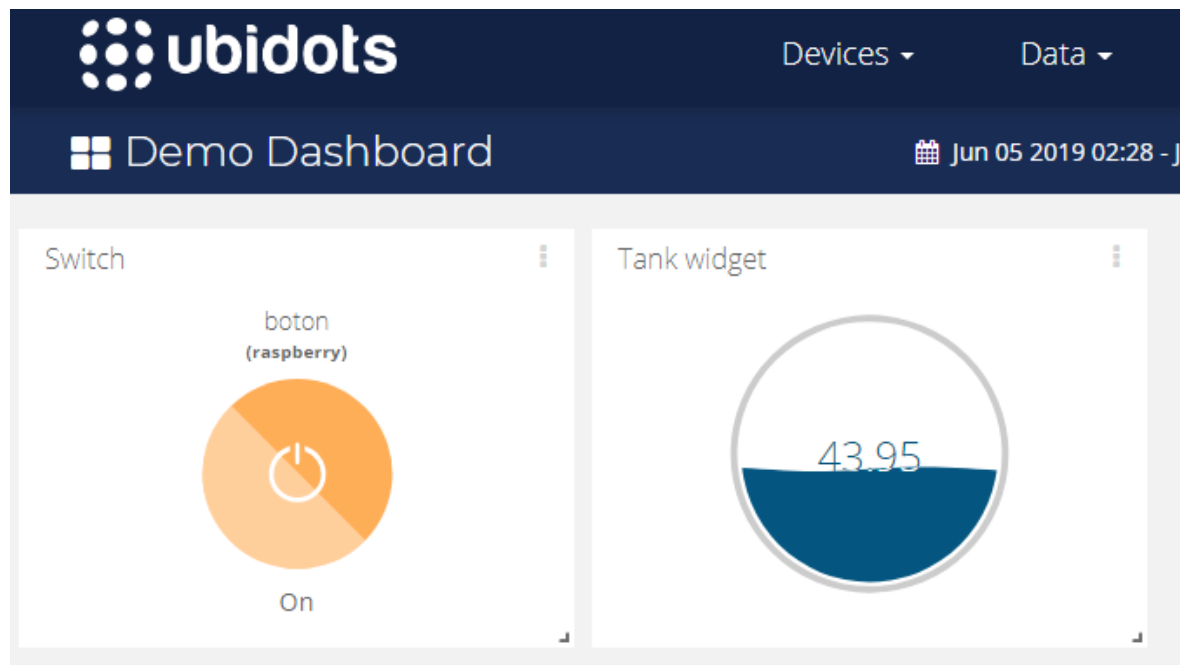 ubidots
Devices Data
Demo Dashboard
Jun 05 2019 02:28 - J
Switch
boton
(raspberry)
On
Tank widget
43.95